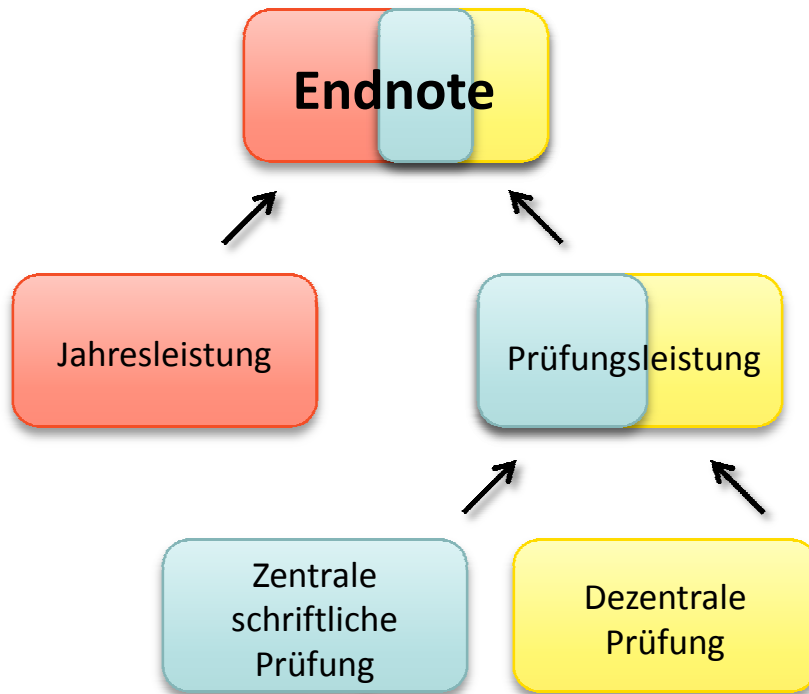 Endnote
Jahresleistung
Prüfungsleistung
Zentrale
schriftliche
Prüfung
Dezentrale
Prüfung